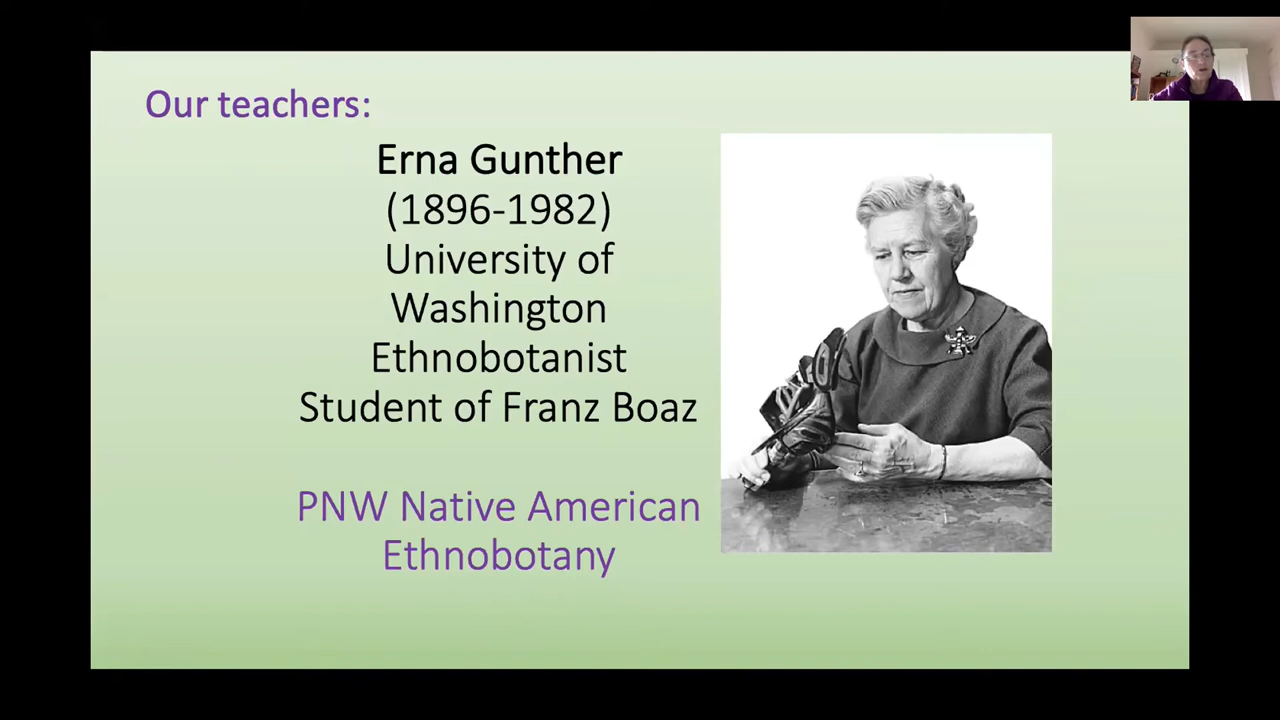 Our teachers:
Erna Gunther
(1896-1982)
University of
Washington
Ethnobotanist
Student of Franz Boaz
PNW Native American
Ethnobotany